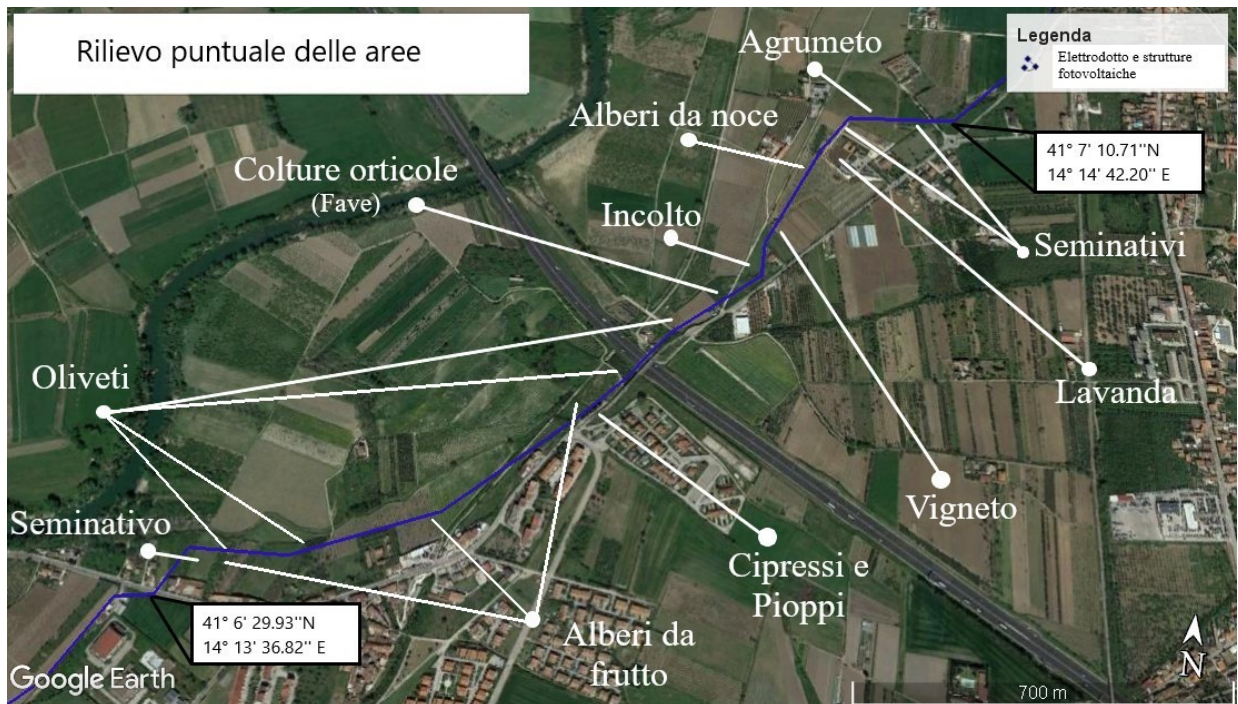 Rilievo puntuale delle aree
Legenda
Elettrodotto e strutture
fotovoltaiche
Agrumeto
Alberi da noce
41° 7' 10.71''N
14° 14' 42.20'' E
Colture orticole
(Fave)
Incolto
Seminativi
Oliveti
Lavanda
Vigneto
Seminativo
Cipressi e
Pioppi
41° 6' 29.93''N
14° 13' 36.82'' E
Alberi da
frutto
Google Earth
N
700 m